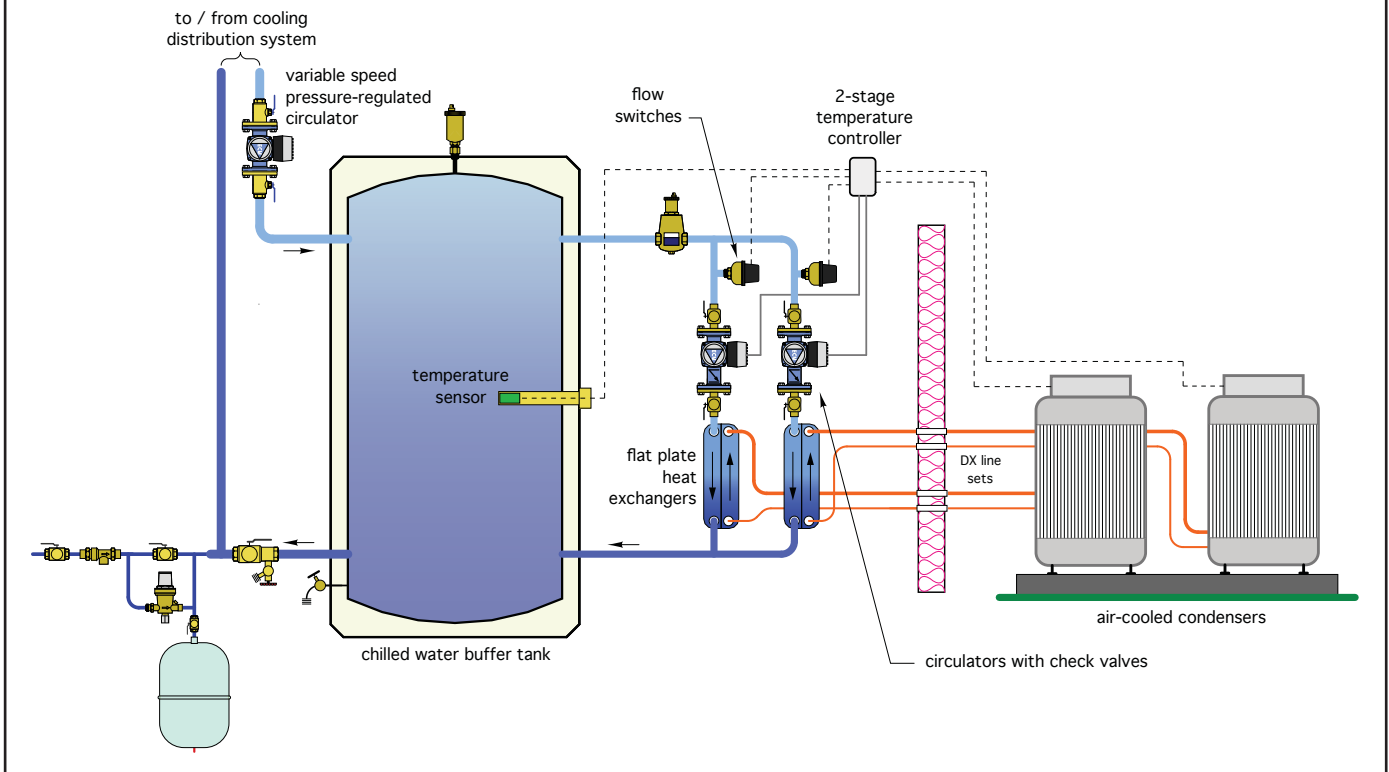 to / from cooling
distribution system
variable speed
pressure-regulated
circulator
flow
switches
2-stage
temperature
controller
temperature
sensor
flat plate
heat
exchangers
DX line
sets
air-cooled condensers
chilled water buffer tank
circulators with check valves